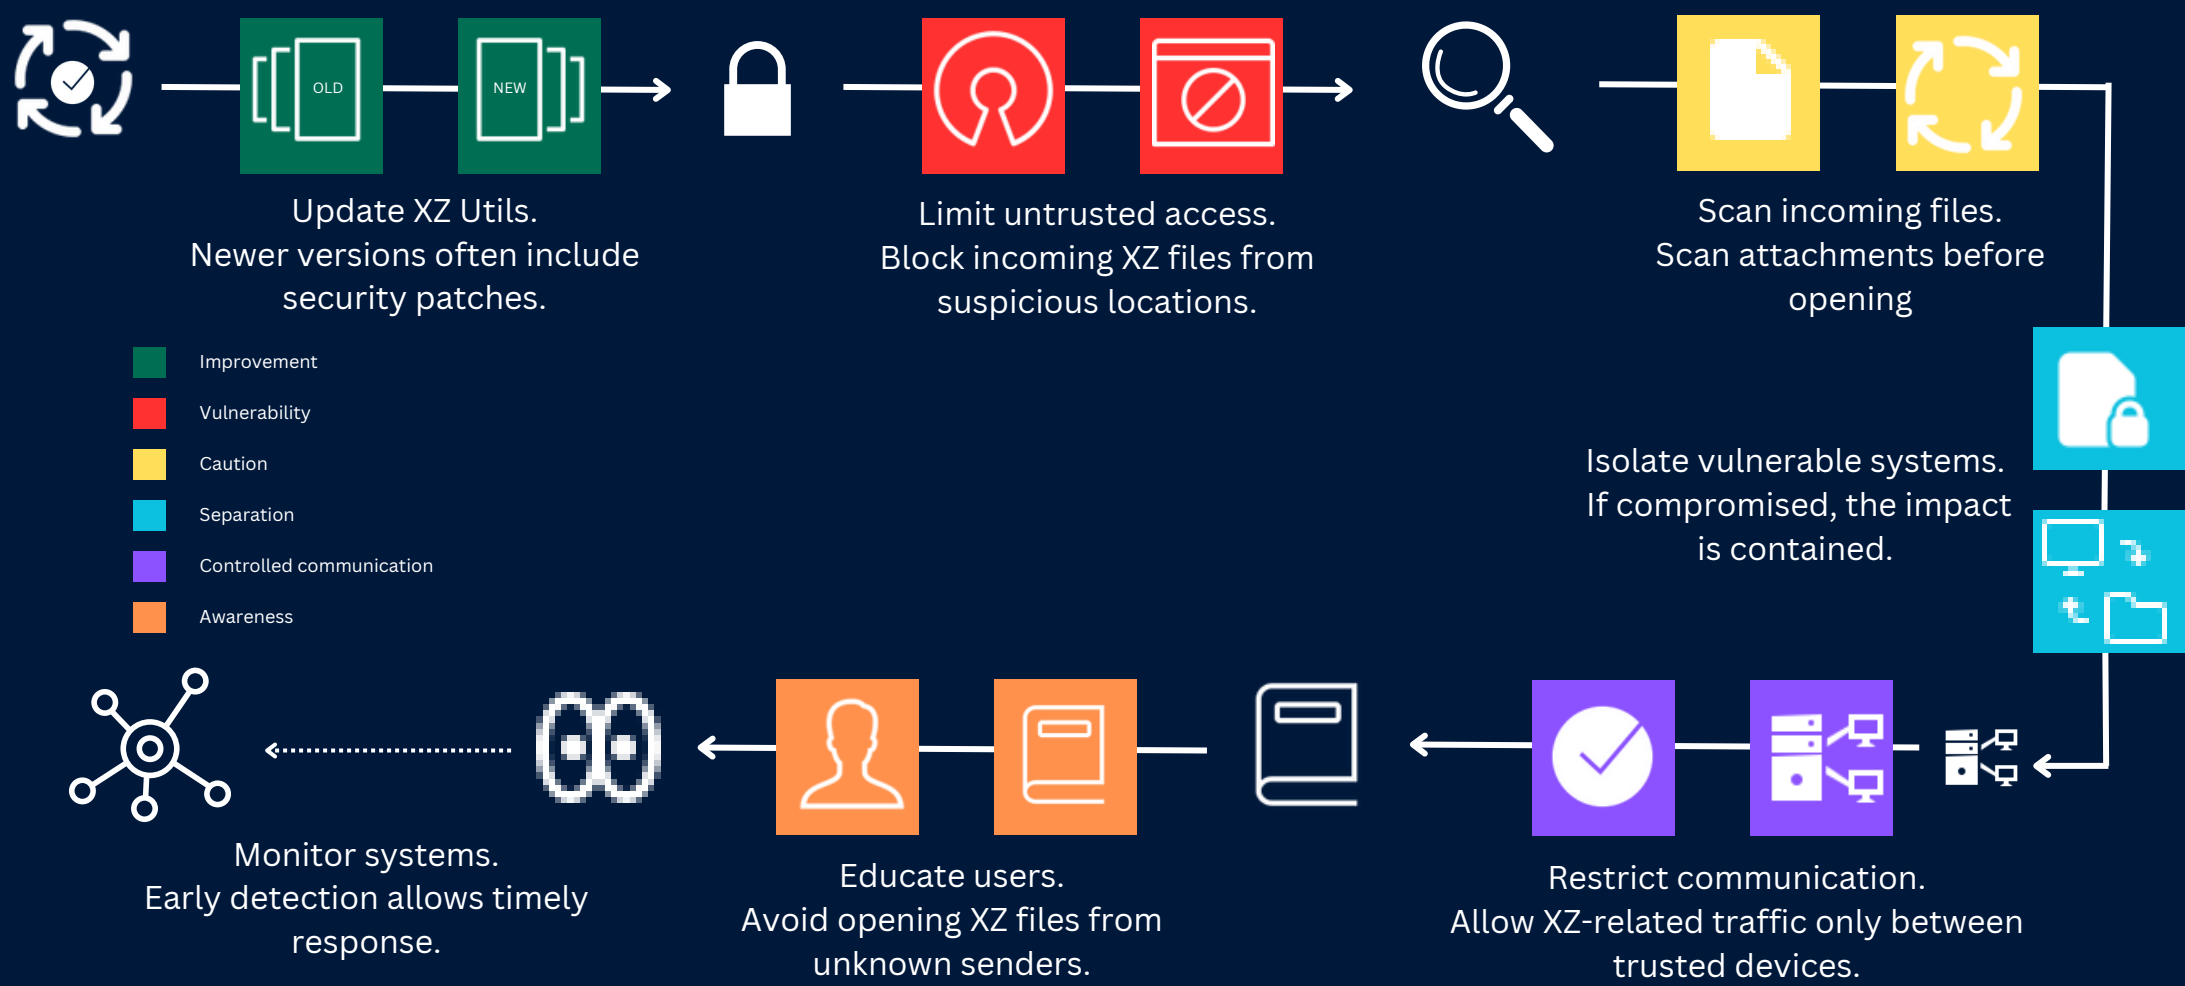 OLD
NEW
Update XZ Utils.
Newer versions often include
security patches.
Limit untrusted access.
Block incoming XZ files from
suspicious locations.
Scan incoming files.
Scan attachments before
opening
Improvement
Vulnerability
Caution
Separation
Controlled communication
Awareness
Isolate vulnerable systems.
If compromised, the impact
is contained.
Monitor systems.
Early detection allows timely
response.
Educate users.
Avoid opening XZ files from
unknown senders.
Restrict communication.
Allow XZ-related traffic only between
trusted devices.